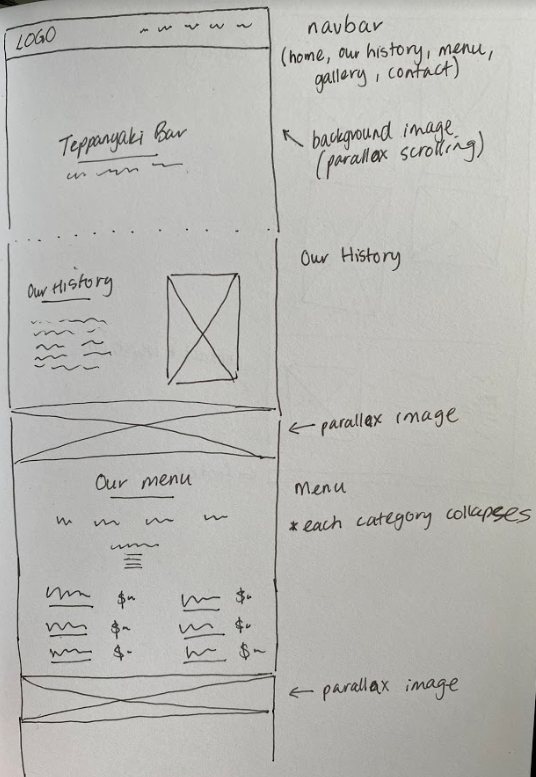 LOGO
navbar
(home, our history, menu,
gallery, contact)
Teppanyaki Bar
background image
(parallax scrolling)
Our History
Our History
parallax image
Our menu
Menu
*each category collapses
$
$
$
$
$
$
parallax image